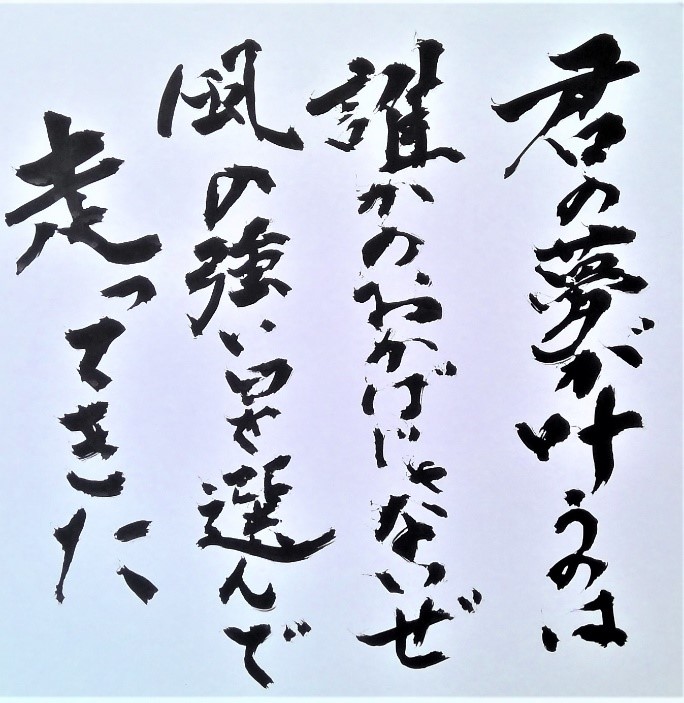 君の夢が叶うのは
誰かのおかげじゃないぜ
風の強い日を選んで
走ってきた